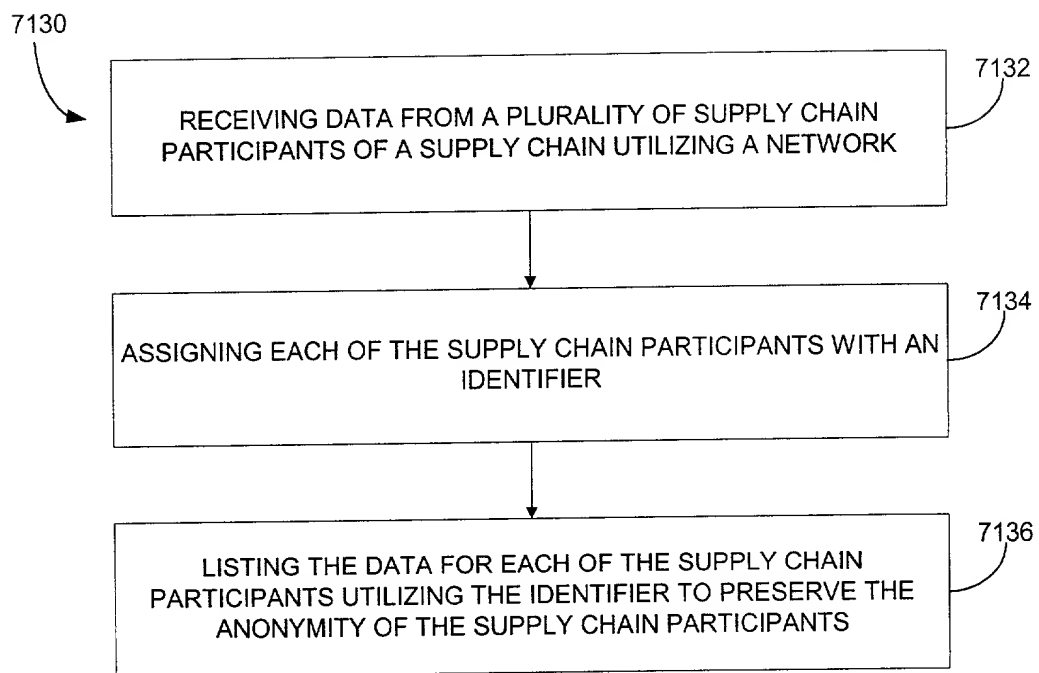 7130
7132
RECEIVING DATA FROM A PLURALITY OF SUPPLY CHAIN
PARTICIPANTS OF A SUPPLY CHAIN UTILIZING A NETWORK
7134
ASSIGNING EACH OF THE SUPPLY CHAIN PARTICIPANTS WITH AN
IDENTIFIER
7136
LISTING THE DATA FOR EACH OF THE SUPPLY CHAIN
PARTICIPANTS UTILIZING THE IDENTIFIER TO PRESERVE THE
ANONYMITY OF THE SUPPLY CHAIN PARTICIPANTS